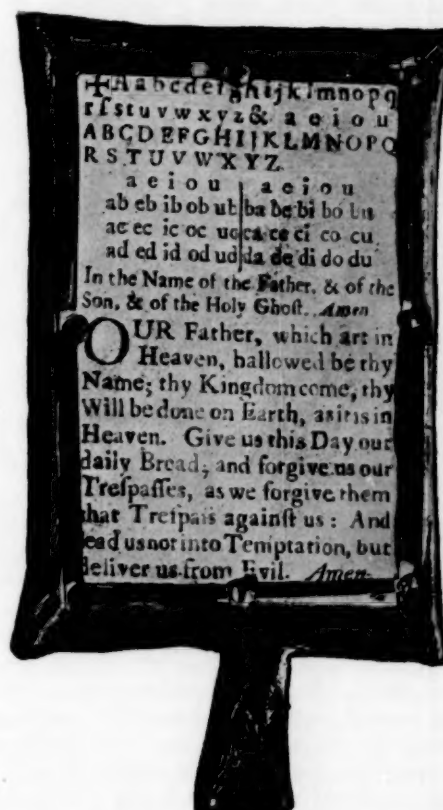 ✠Aabcdefghijklmnopq
rſstuvwxyz& a e i o u
ABCDEFGHIJKLMNOPQ
RSTUVWXYZ.
a e i o u a e i o u
ab eb ib ob ub ba be bi bo bu
ac ec ic oc uc ca ce ci co cu
ad ed id od ud da de di do du
In the Name of the Father, & of the
Son, & of the Holy Ghoſt. Amen
OUR Father, which art in
Heaven, hallowed be thy
Name; thy Kingdom come, thy
Will be done on Earth, as it is in
Heaven. Give us this Day our
daily Bread, and forgive us our
Treſpaſſes, as we forgive them
that Treſpaſs againſt us: And
lead us not into Temptation, but
deliver us from Evil. Amen